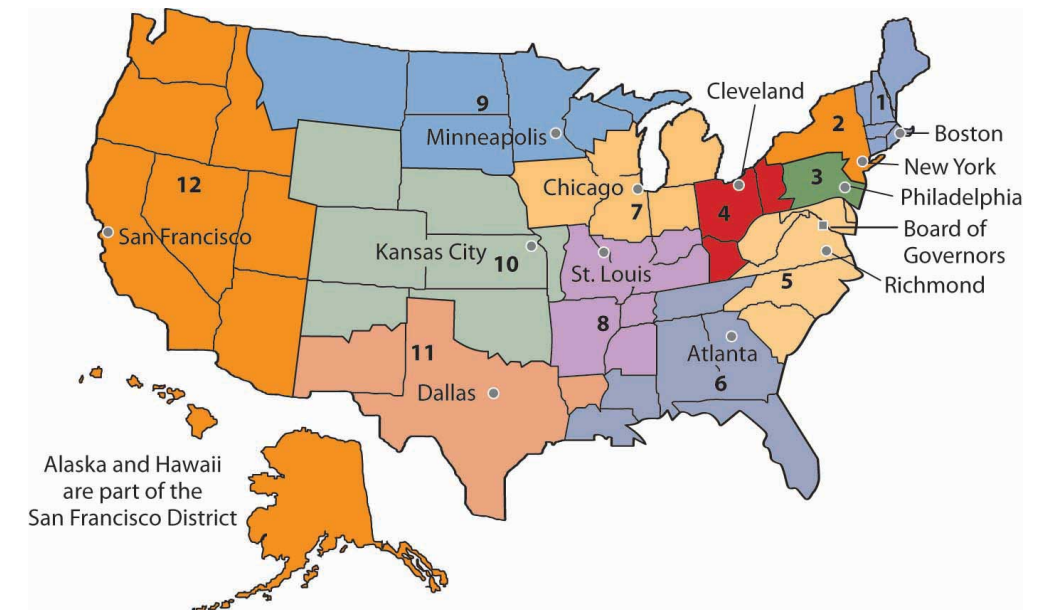 Cleveland
9
1
2
Minneapolis
Boston
New York
12
3
Chicago
Philadelphia
7
4
San Francisco
Board of
Governors
Kansas City
10
St. Louis
5
Richmond
8
11
Atlanta
6
Dallas
Alaska and Hawaii
are part of the
San Francisco District